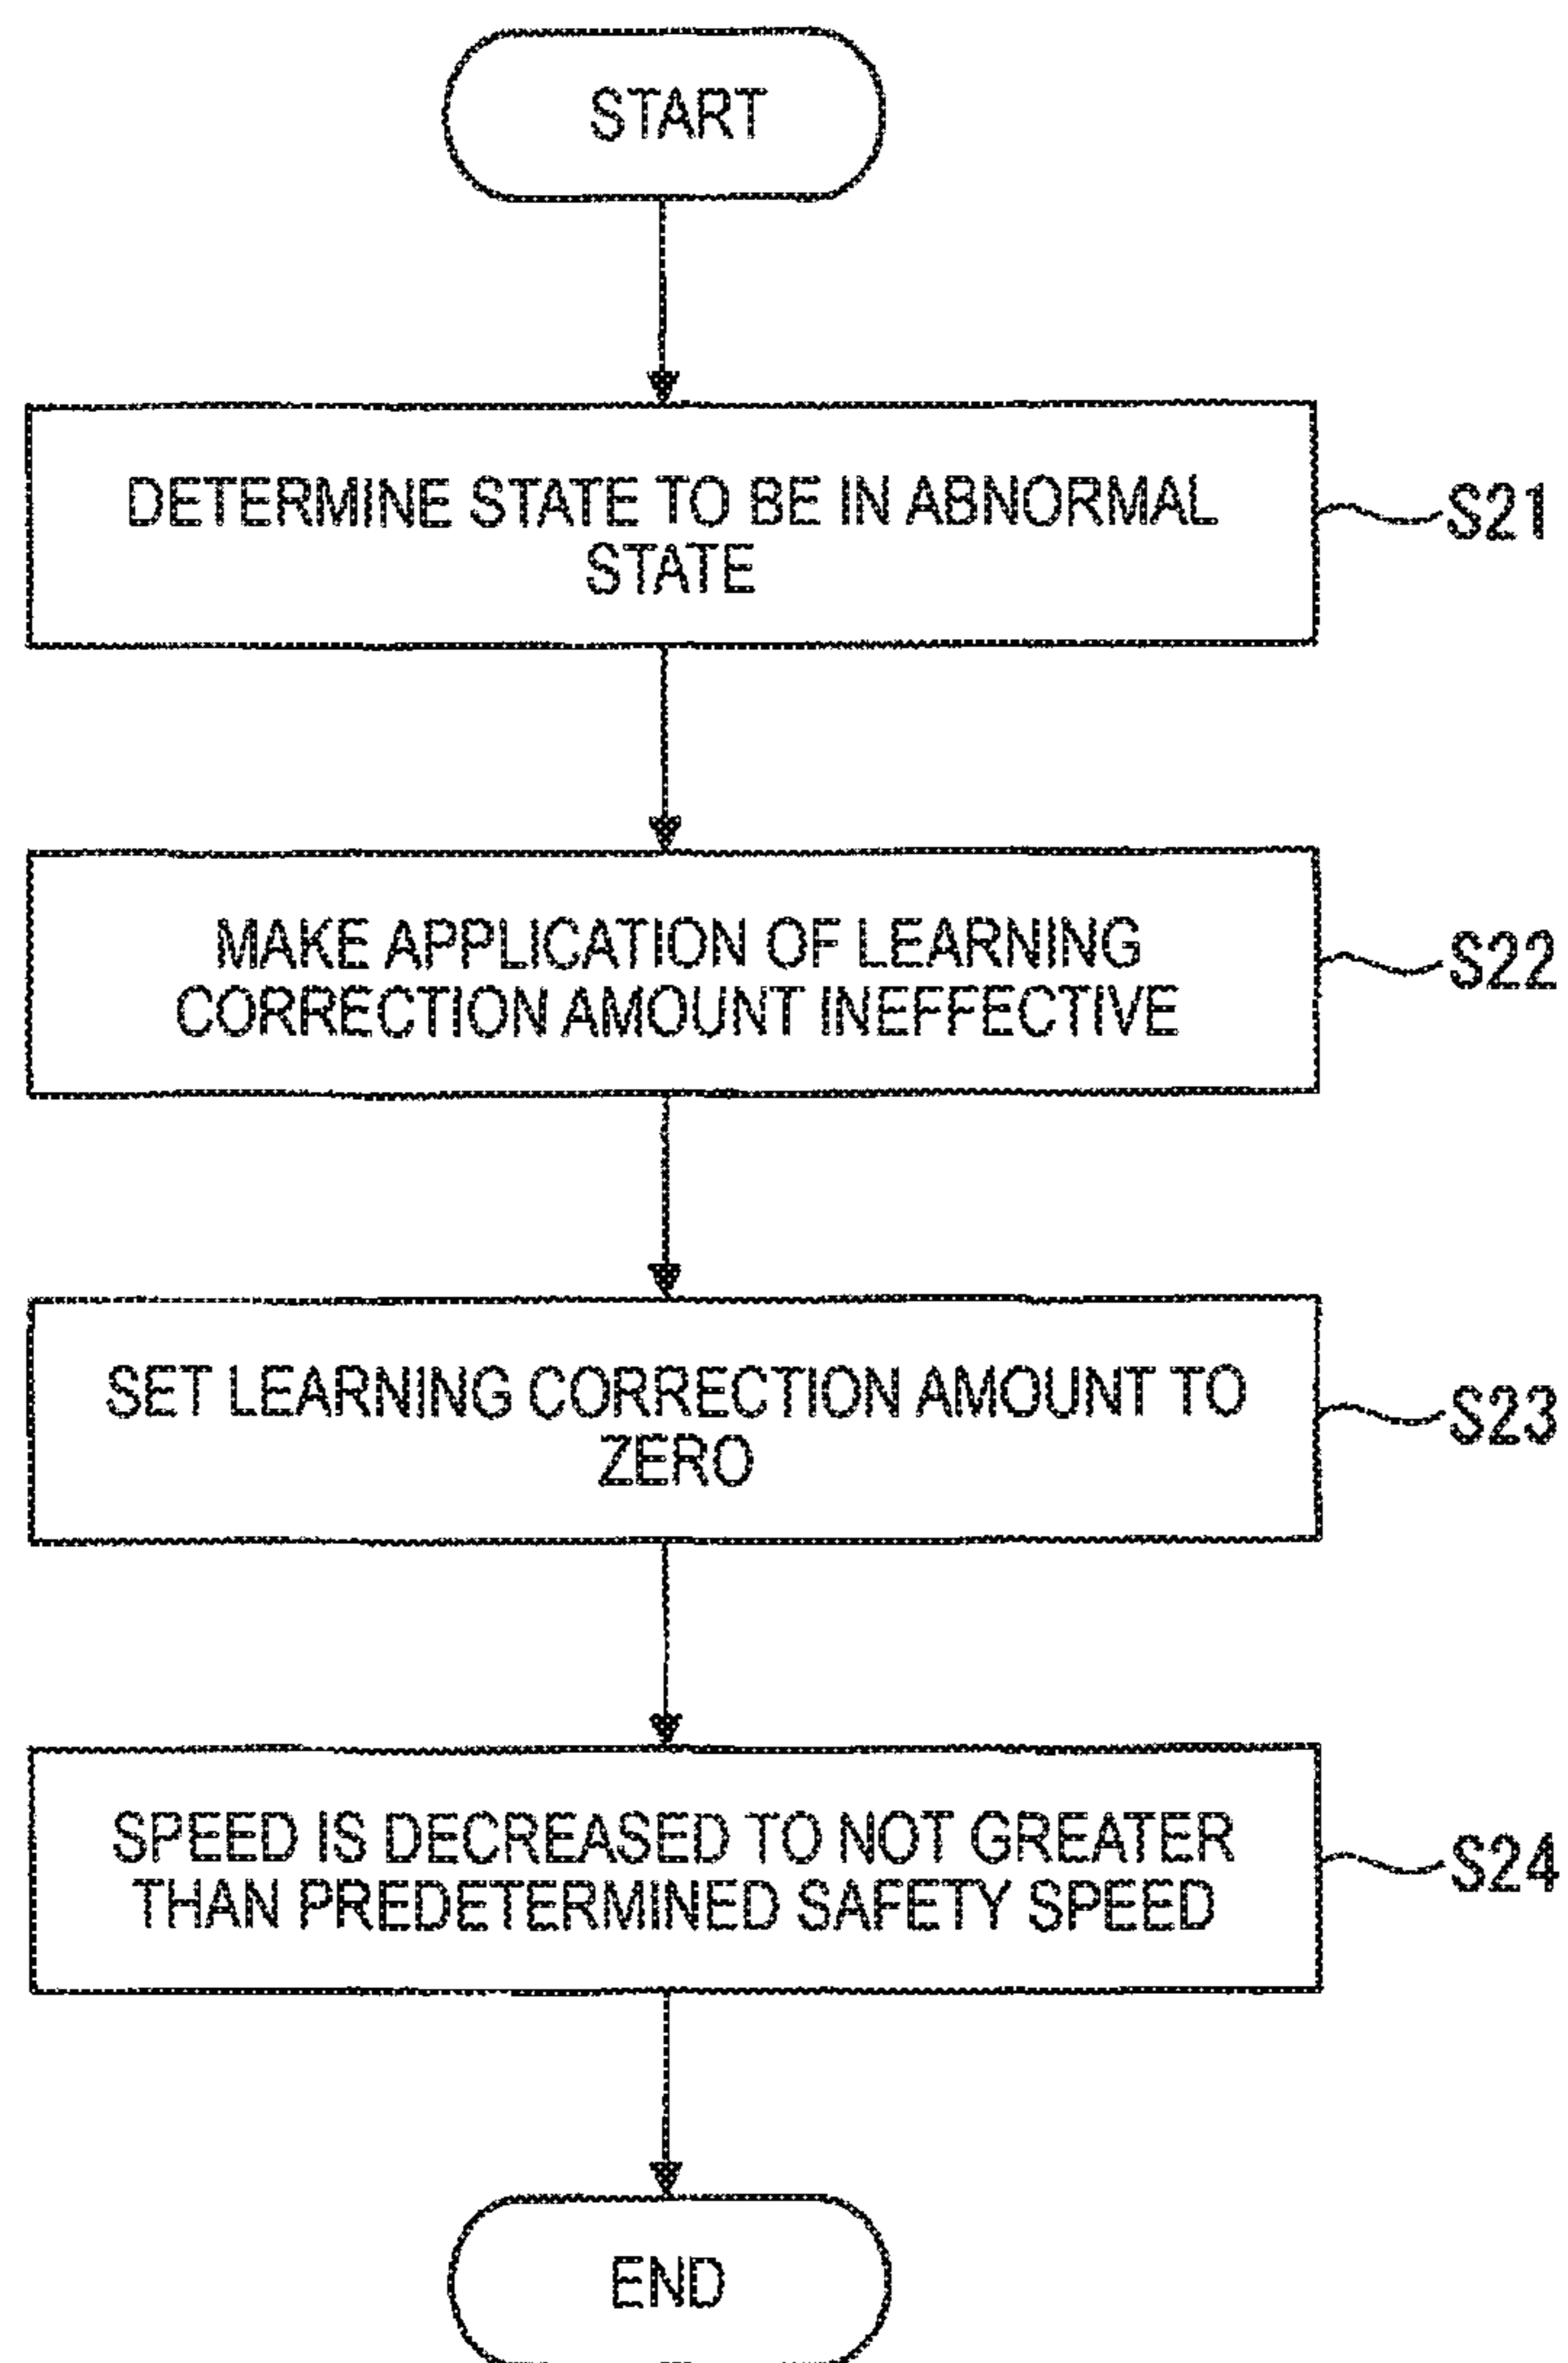 START
DETERMINE STATE TO BE IN ABNORMAL
STATE
S21
MAKE APPLICATION OF LEARNING
CORRECTION AMOUNT INEFFECTIVE
S22
SET LEARNING CORRECTION AMOUNT TO
ZERO
S23
SPEED IS DECREASED TO NOT GREATER
THAN PREDETERMINED SAFETY SPEED
S24
END